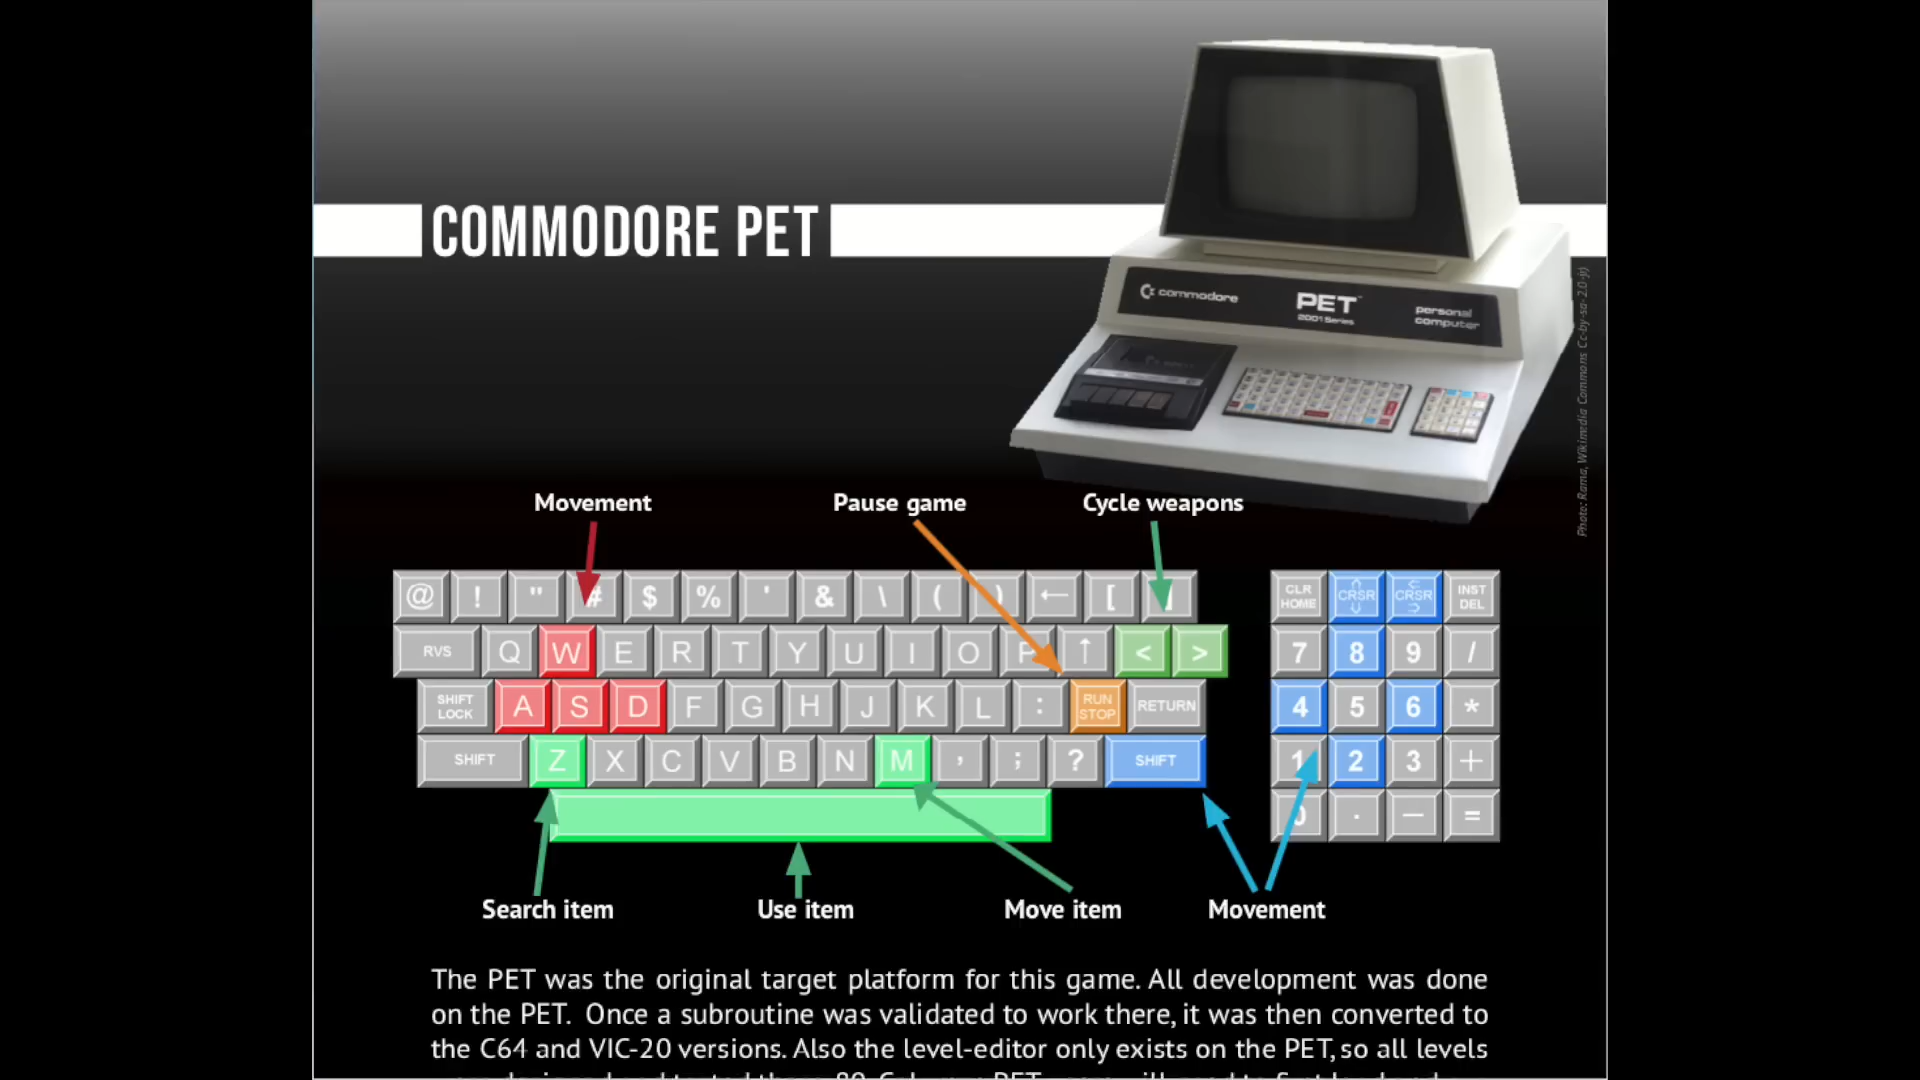 COMMODORE PET
commodore
PET
2001 Series
personal
computer
Photo: Rama, Wikimedia Commons Cc-by-sa-2.0-fr)
Movement
Pause game
Cycle weapons
@ ! " # $ % ' & \ ( ) ← [ ]
CLR HOME CRSR CRSR INST DEL
RVS Q W E R T Y U I O P ↑ < >
7 8 9 /
SHIFT LOCK A S D F G H J K L : RUN STOP RETURN
4 5 6 *
SHIFT Z X C V B N M , ; ? SHIFT
1 2 3 +
0 . — =
Search item
Use item
Move item
Movement
The PET was the original target platform for this game. All development was done
on the PET. Once a subroutine was validated to work there, it was then converted to
the C64 and VIC-20 versions. Also the level-editor only exists on the PET, so all levels